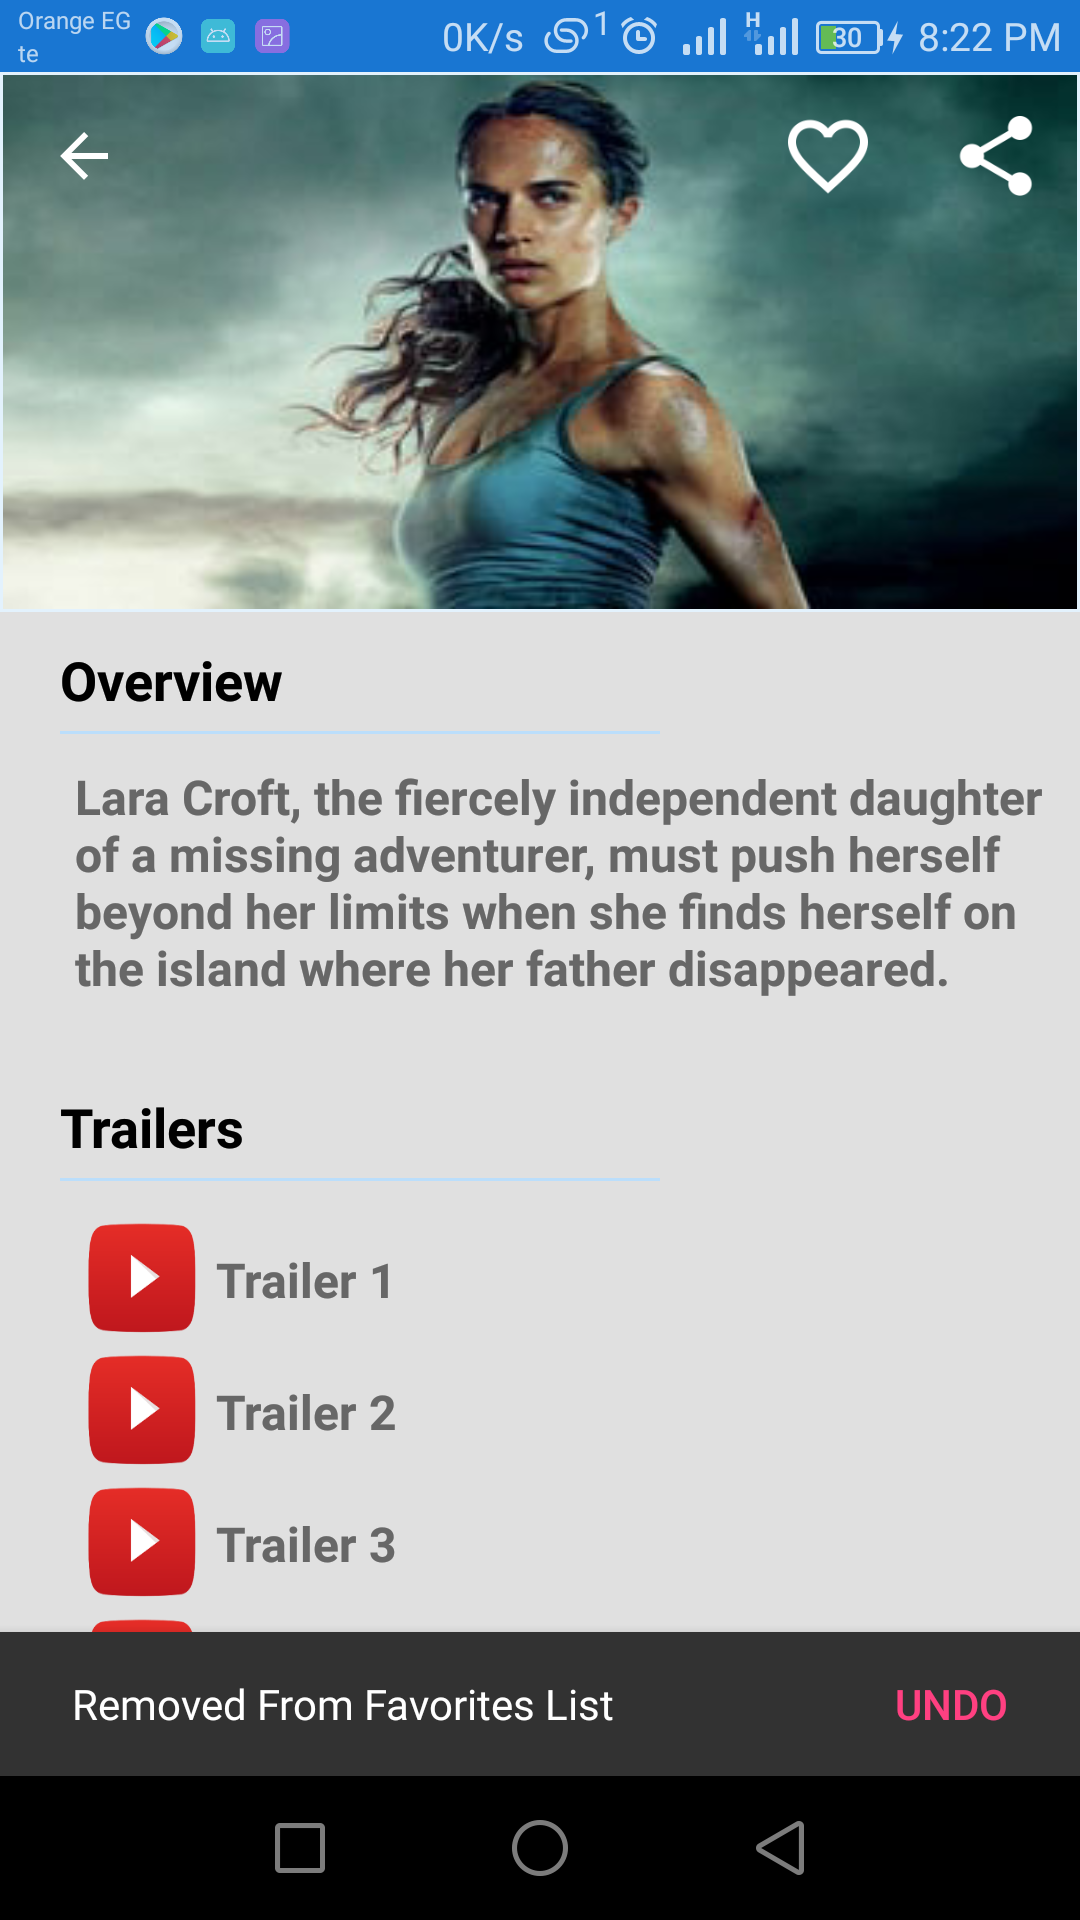 Orange EG
te
0K/s 1 H 30 8:22 PM
Overview
Lara Croft, the fiercely independent daughter
of a missing adventurer, must push herself
beyond her limits when she finds herself on
the island where her father disappeared.
Trailers
Trailer 1
Trailer 2
Trailer 3
Removed From Favorites List UNDO